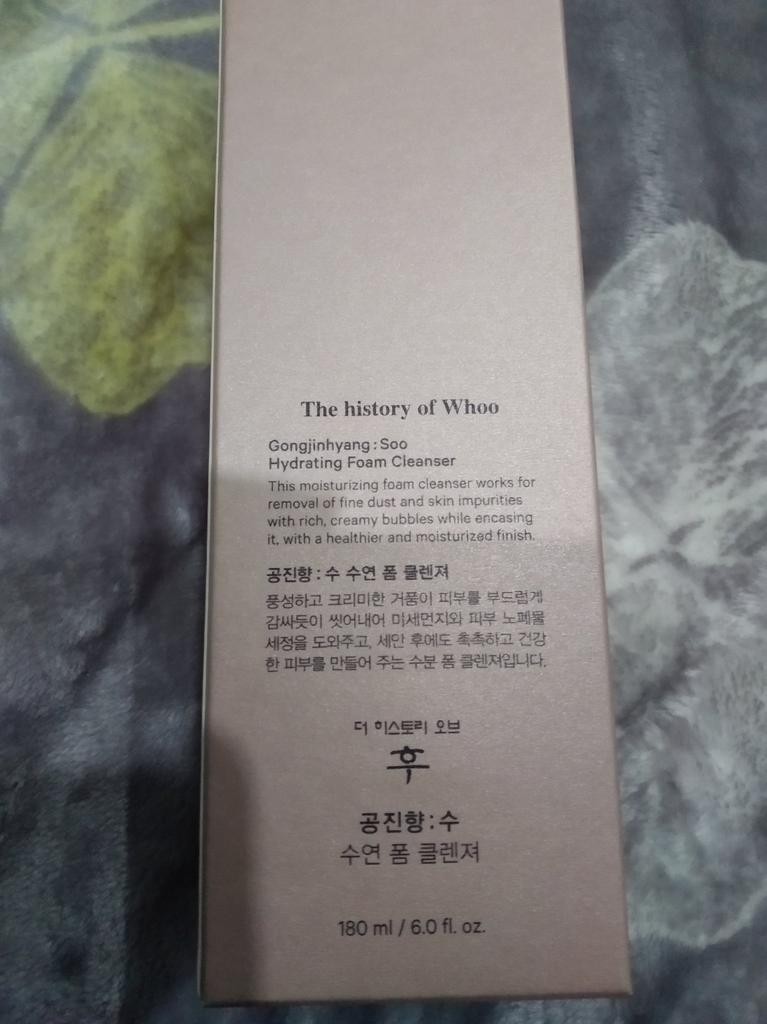 The history of Whoo
Gongjinhyang : Soo
Hydrating Foam Cleanser
This moisturizing foam cleanser works for
removal of fine dust and skin impurities
with rich, creamy bubbles while encasing
it, with a healthier and moisturized finish.
공진향 : 수 수연 폼 클렌져
풍성하고 크리미한 거품이 피부를 부드럽게
감싸듯이 씻어내어 미세먼지와 피부 노폐물
세정을 도와주고, 세안 후에도 촉촉하고 건강
한 피부를 만들어 주는 수분 폼 클렌져입니다.
더 히스토리 오브
후
공진향 : 수
수연 폼 클렌져
180 ml / 6.0 fl. oz.